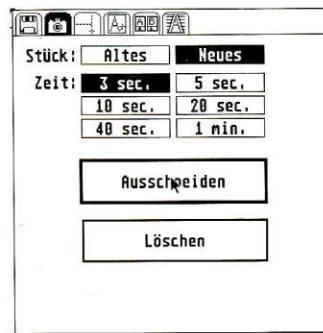 Stück: Altes Neues
Zeit: 3 sec. 5 sec.
10 sec. 20 sec.
40 sec. 1 min.
Ausschneiden
Löschen